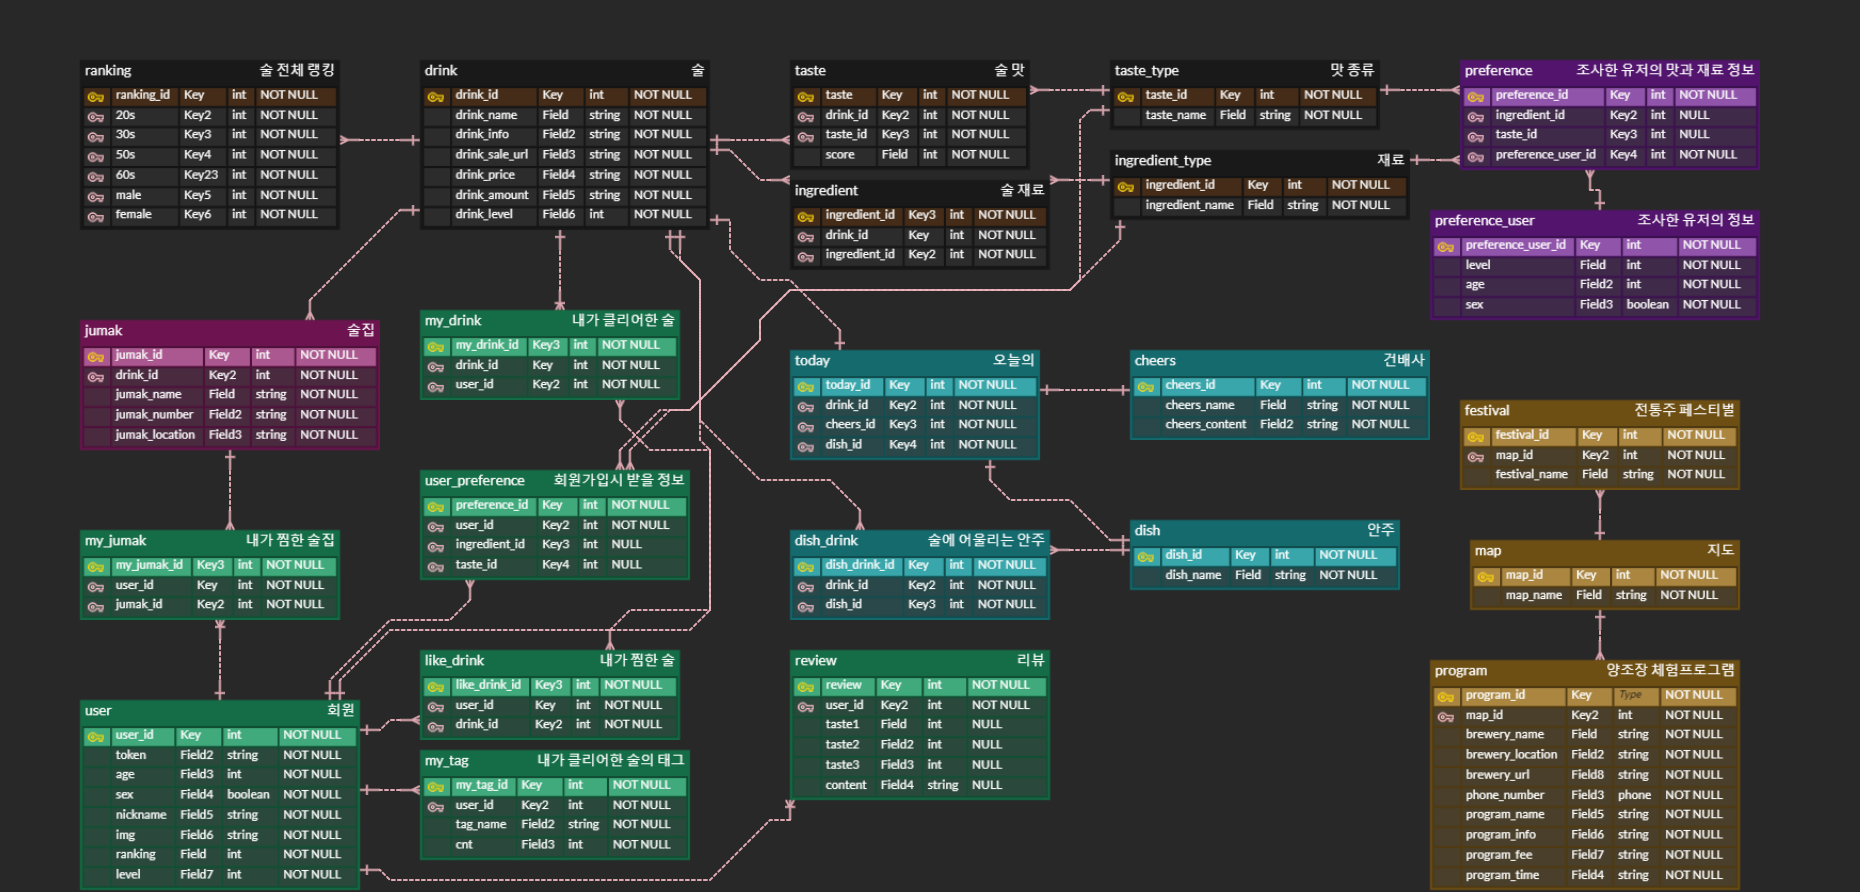 ranking 술 전체 랭킹
ranking_id Key int NOT NULL
20s Key2 int NOT NULL
30s Key3 int NOT NULL
50s Key4 int NOT NULL
60s Key23 int NOT NULL
male Key5 int NOT NULL
female Key6 int NOT NULL
drink 술
drink_id Key int NOT NULL
drink_name Field string NOT NULL
drink_info Field2 string NOT NULL
drink_sale_url Field3 string NOT NULL
drink_price Field4 string NOT NULL
drink_amount Field5 string NOT NULL
drink_level Field6 int NOT NULL
taste 술 맛
taste Key int NOT NULL
drink_id Key2 int NOT NULL
taste_id Key3 int NOT NULL
score Field int NOT NULL
taste_type 맛 종류
taste_id Key int NOT NULL
taste_name Field string NOT NULL
preference 조사한 유저의 맛과 재료 정보
preference_id Key int NOT NULL
ingredient_id Key2 int NULL
taste_id Key3 int NULL
preference_user_id Key4 int NOT NULL
ingredient 술 재료
ingredient_id Key3 int NOT NULL
drink_id Key int NOT NULL
ingredient_id Key2 int NOT NULL
ingredient_type 재료
ingredient_id Key int NOT NULL
ingredient_name Field string NOT NULL
preference_user 조사한 유저의 정보
preference_user_id Key int NOT NULL
level Field int NOT NULL
age Field2 int NOT NULL
sex Field3 boolean NOT NULL
jumak 술집
jumak_id Key int NOT NULL
drink_id Key2 int NOT NULL
jumak_name Field string NOT NULL
jumak_number Field2 string NOT NULL
jumak_location Field3 string NOT NULL
my_drink 내가 클리어한 술
my_drink_id Key3 int NOT NULL
drink_id Key int NOT NULL
user_id Key2 int NOT NULL
today 오늘의
today_id Key int NOT NULL
drink_id Key2 int NOT NULL
cheers_id Key3 int NOT NULL
dish_id Key4 int NOT NULL
cheers 건배사
cheers_id Key int NOT NULL
cheers_name Field string NOT NULL
cheers_content Field2 string NOT NULL
festival 전통주 페스티벌
festival_id Key int NOT NULL
map_id Key2 int NOT NULL
festival_name Field string NOT NULL
user_preference 회원가입시 받을 정보
preference_id Key int NOT NULL
user_id Key2 int NOT NULL
ingredient_id Key3 int NULL
taste_id Key4 int NULL
my_jumak 내가 찜한 술집
my_jumak_id Key3 int NOT NULL
user_id Key int NOT NULL
jumak_id Key2 int NOT NULL
dish_drink 술에 어울리는 안주
dish_drink_id Key int NOT NULL
drink_id Key2 int NOT NULL
dish_id Key3 int NOT NULL
dish 안주
dish_id Key int NOT NULL
dish_name Field string NOT NULL
map 지도
map_id Key int NOT NULL
map_name Field string NOT NULL
user 회원
user_id Key int NOT NULL
token Field2 string NOT NULL
age Field3 int NOT NULL
sex Field4 boolean NOT NULL
nickname Field5 string NOT NULL
img Field6 string NOT NULL
ranking Field int NOT NULL
level Field7 int NOT NULL
like_drink 내가 찜한 술
like_drink_id Key3 int NOT NULL
user_id Key int NOT NULL
drink_id Key2 int NOT NULL
my_tag 내가 클리어한 술의 태그
my_tag_id Key int NOT NULL
user_id Key2 int NOT NULL
tag_name Field2 string NOT NULL
cnt Field3 int NOT NULL
review 리뷰
review Key int NOT NULL
user_id Key2 int NOT NULL
taste1 Field int NULL
taste2 Field2 int NULL
taste3 Field3 int NULL
content Field4 string NULL
program 양조장 체험프로그램
program_id Key Type NOT NULL
map_id Key2 int NOT NULL
brewery_name Field string NOT NULL
brewery_location Field2 string NOT NULL
brewery_url Field8 string NOT NULL
phone_number Field3 phone NOT NULL
program_name Field5 string NOT NULL
program_info Field6 string NOT NULL
program_fee Field7 string NOT NULL
program_time Field4 string NOT NULL